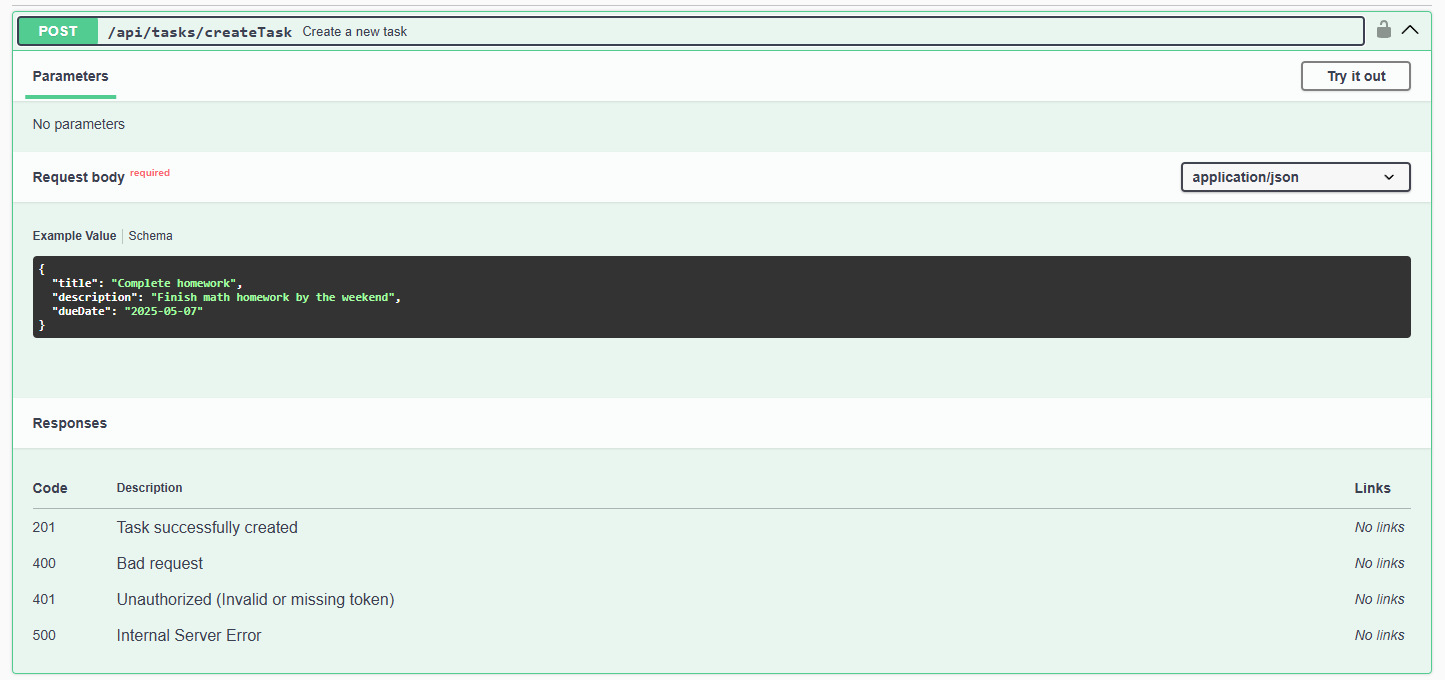 POST /api/tasks/createTask Create a new task
Parameters Try it out
No parameters
Request body required application/json
Example Value Schema
{
"title": "Complete homework",
"description": "Finish math homework by the weekend",
"dueDate": "2025-05-07"
}
Responses
Code Description Links
201 Task successfully created No links
400 Bad request No links
401 Unauthorized (Invalid or missing token) No links
500 Internal Server Error No links